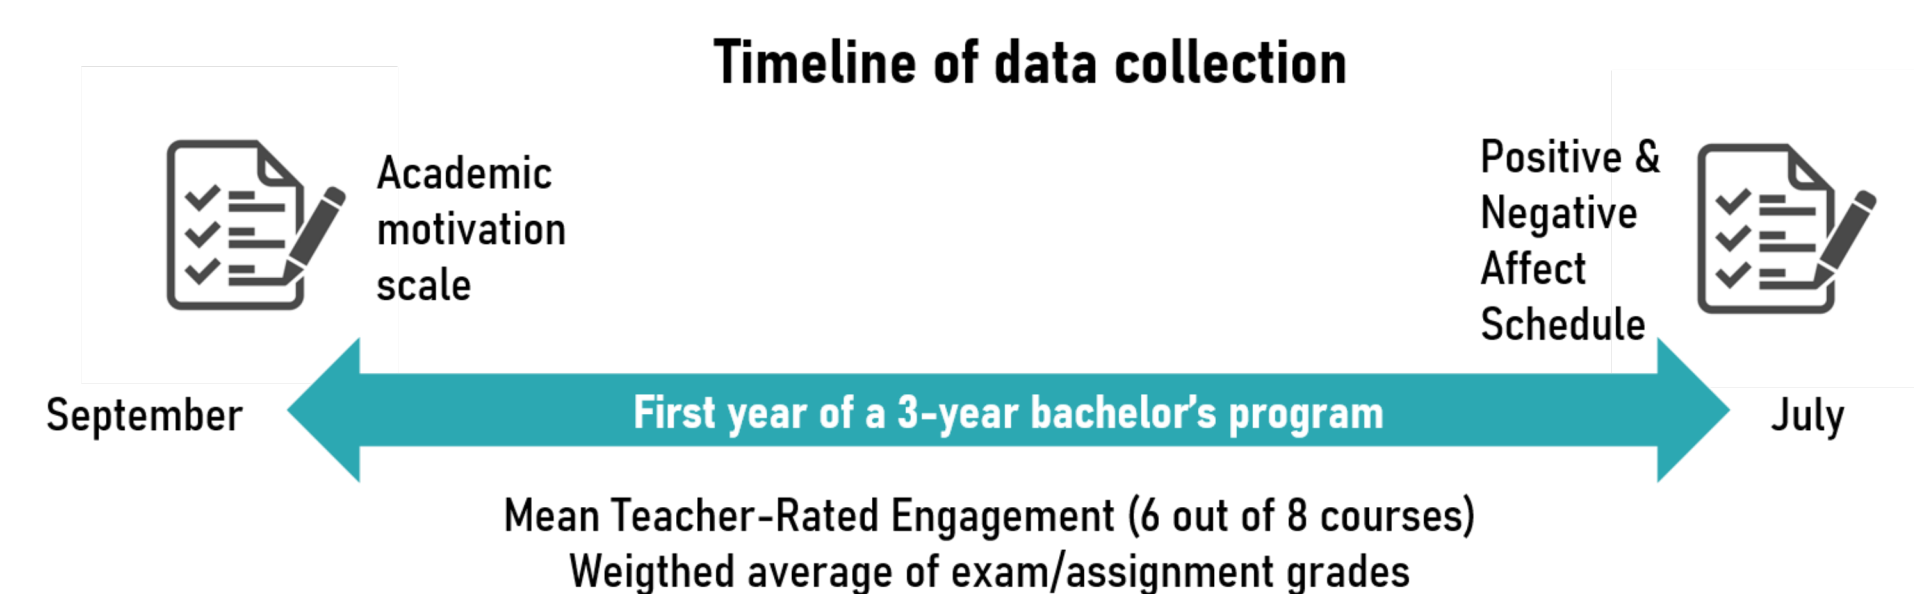 Timeline of data collection
Academic
motivation
scale
Positive &
Negative
Affect
Schedule
September
First year of a 3-year bachelor’s program
July
Mean Teacher-Rated Engagement (6 out of 8 courses)
Weigthed average of exam/assignment grades